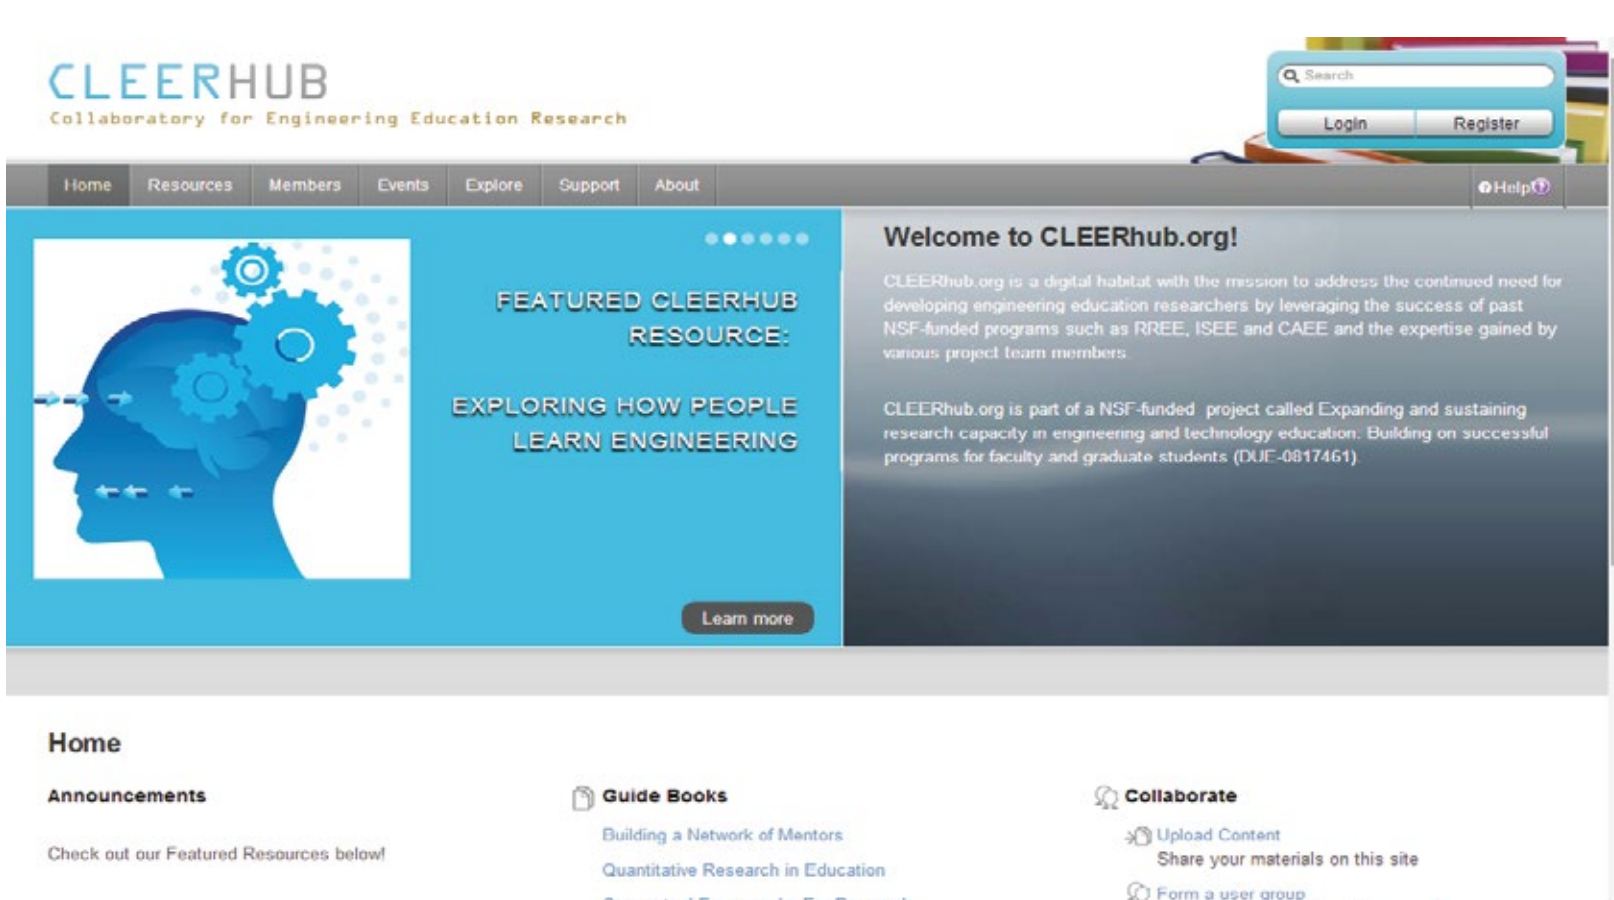 CLEERHUB
Collaboratory for Engineering Education Research
Search
Login Register
Home Resources Members Events Explore Support About
Help
FEATURED CLEERHUB
RESOURCE:
EXPLORING HOW PEOPLE
LEARN ENGINEERING
Learn more
Welcome to CLEERhub.org!
CLEERhub.org is a digital habitat with the mission to address the continued need for
developing engineering education researchers by leveraging the success of past
NSF-funded programs such as RREE, ISEE and CAEE and the expertise gained by
various project team members.
CLEERhub.org is part of a NSF-funded project called Expanding and sustaining
research capacity in engineering and technology education: Building on successful
programs for faculty and graduate students (DUE-0817461).
Home
Announcements
Check out our Featured Resources below!
Guide Books
Building a Network of Mentors
Quantitative Research in Education
Collaborate
Upload Content
Share your materials on this site
Form a user group